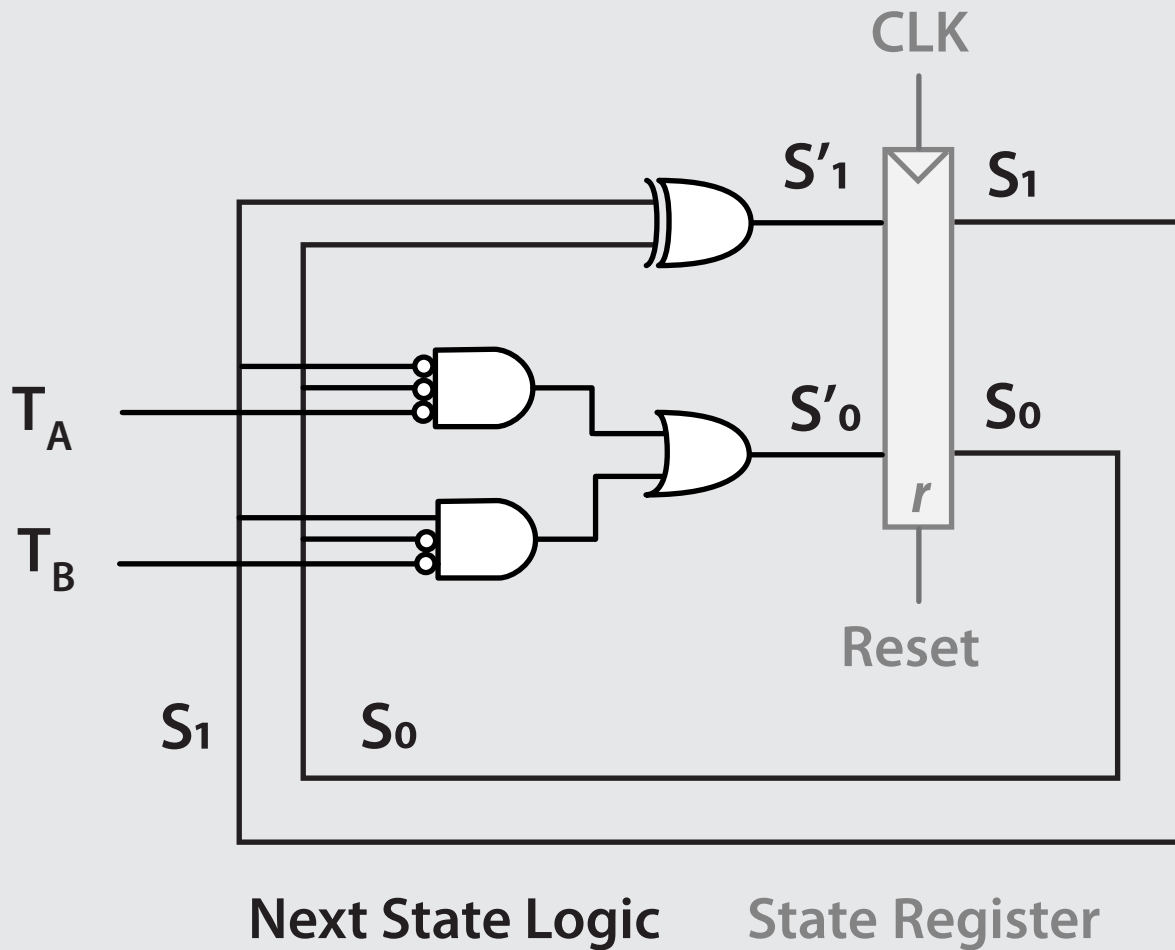 CLK
S′1
S1
TA
S′0
S0
r
TB
Reset
S1
S0
Next State Logic
State Register